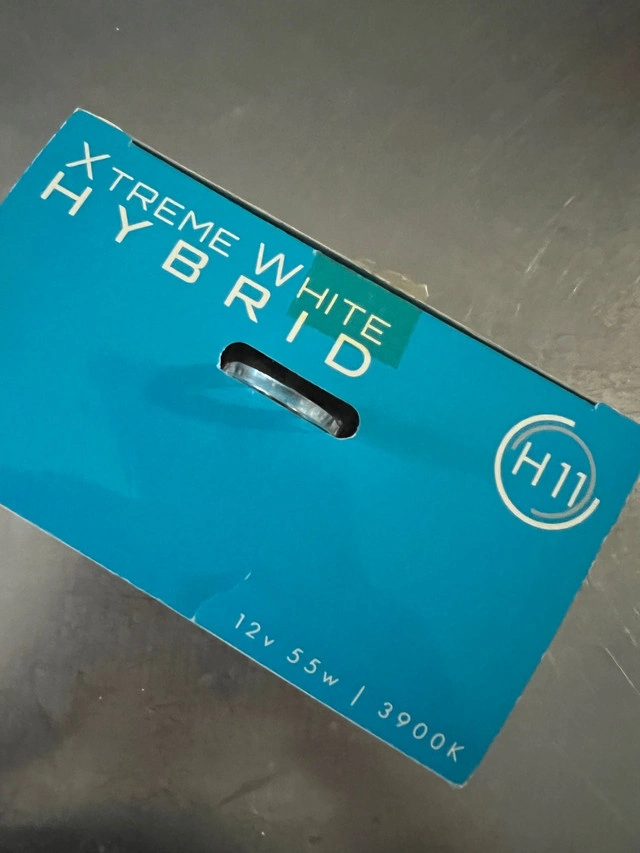 XTREME WHITE
HYBRID
H11
12v 55w | 3900K